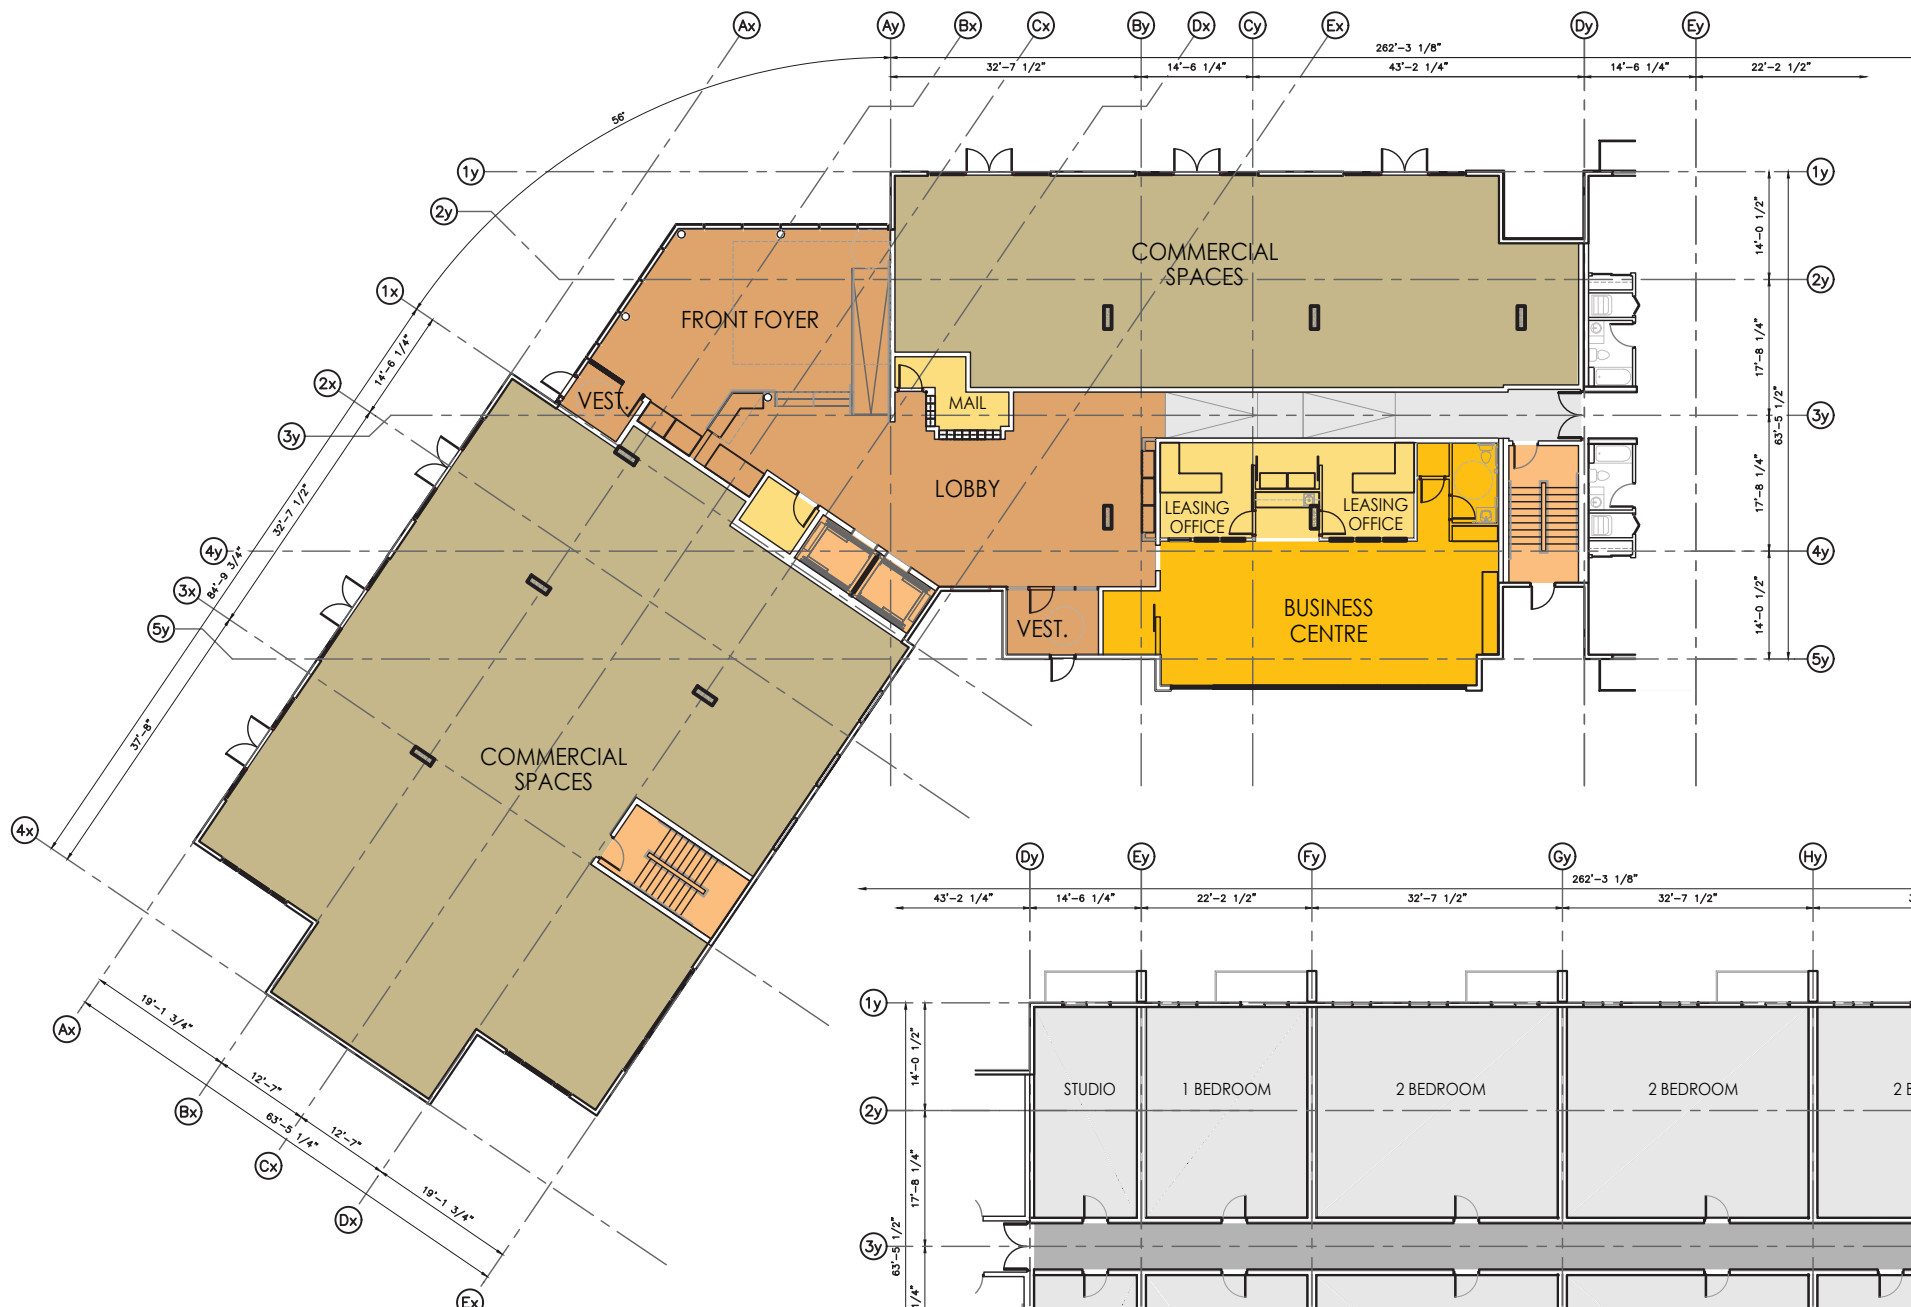 Ax
Ay
Bx
Cx
By
Dx
Cy
Ex
Dy
Ey
262'-3 1/8"
32'-7 1/2"
14'-6 1/4"
43'-2 1/4"
14'-6 1/4"
22'-2 1/2"
56°
1y
1y
2y
14'-0 1/2"
COMMERCIAL
SPACES
2y
1x
FRONT FOYER
14'-6 1/4"
17'-8 1/4"
2x
VEST.
MAIL
63'-5 1/2"
3y
3y
32'-7 1/2"
LOBBY
LEASING
OFFICE
LEASING
OFFICE
17'-8 1/4"
4y
4y
84'-9 3/4"
3x
5y
BUSINESS
CENTRE
VEST.
14'-0 1/2"
5y
37'-8"
COMMERCIAL
SPACES
4x
Dy
Ey
Fy
Gy
Hy
262'-3 1/8"
43'-2 1/4"
14'-6 1/4"
22'-2 1/2"
32'-7 1/2"
32'-7 1/2"
1y
14'-0 1/2"
Ax
19'-1 3/4"
STUDIO
1 BEDROOM
2 BEDROOM
2 BEDROOM
2 B
2y
Bx
12'-7"
63'-5 1/4"
12'-7"
17'-8 1/4"
Cx
19'-1 3/4"
Dx
3y
63'-5 1/2"
1/4"
Ex